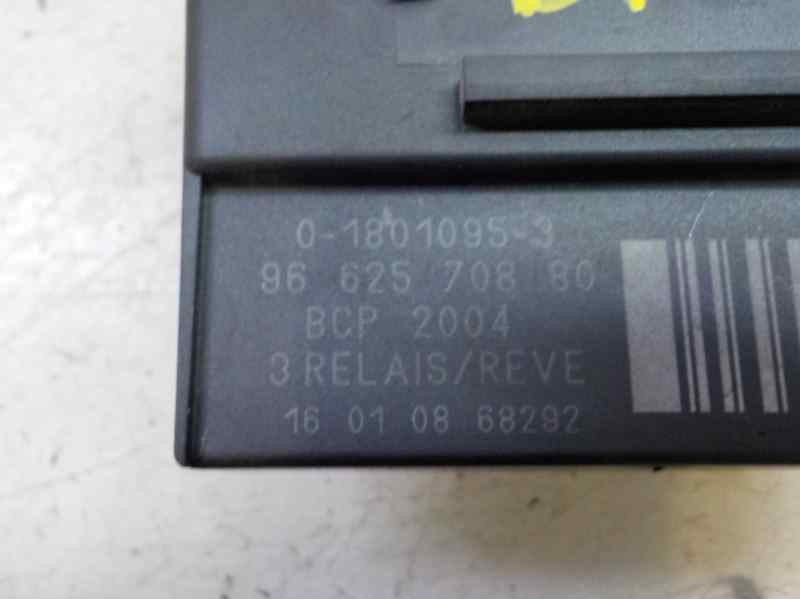 0-1801095-3
96 625 708 80
BCP 2004
3 RELAIS/REVE
16 01 08 68292